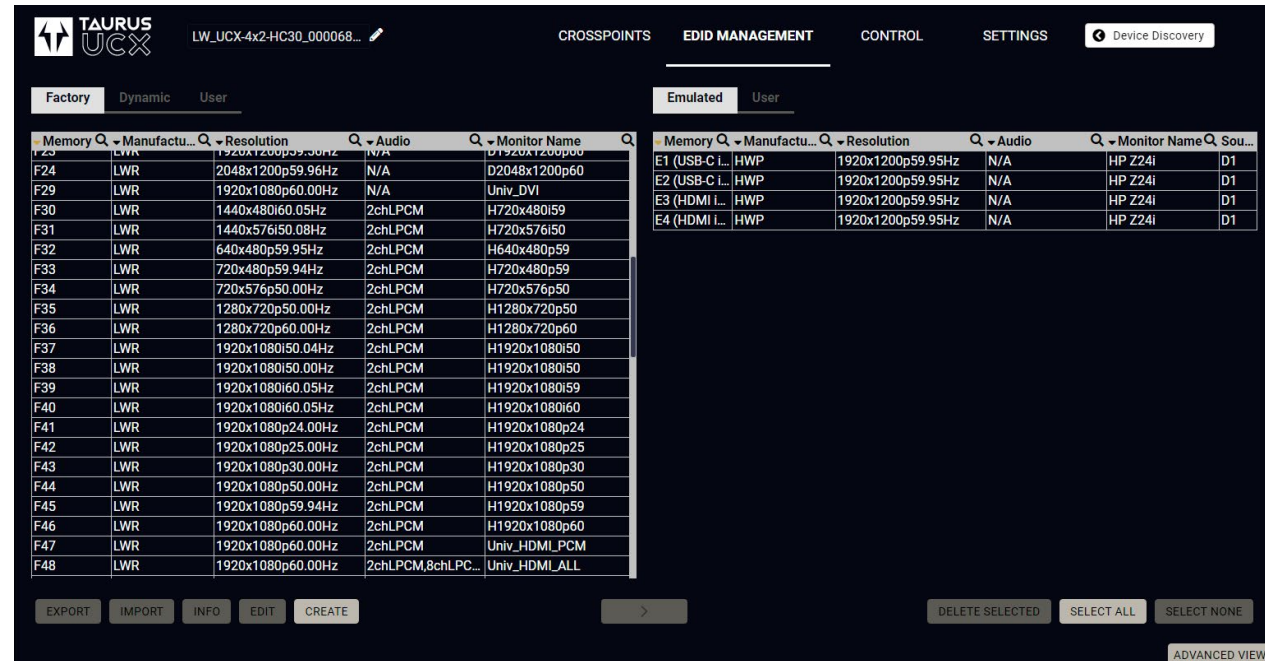 TAURUS
UCX
LW_UCX-4x2-HC30_000068...
CROSSPOINTS
EDID MANAGEMENT
CONTROL
SETTINGS
Device Discovery
Factory Dynamic User
Memory Manufactu... Resolution Audio Monitor Name
F23 LWR 1920x1200p59.50Hz N/A D1920x1200p60
F24 LWR 2048x1200p59.96Hz N/A D2048x1200p60
F29 LWR 1920x1080p60.00Hz N/A Univ_DVI
F30 LWR 1440x480i60.05Hz 2chLPCM H720x480i59
F31 LWR 1440x576i50.08Hz 2chLPCM H720x576i50
F32 LWR 640x480p59.95Hz 2chLPCM H640x480p59
F33 LWR 720x480p59.94Hz 2chLPCM H720x480p59
F34 LWR 720x576p50.00Hz 2chLPCM H720x576p50
F35 LWR 1280x720p50.00Hz 2chLPCM H1280x720p50
F36 LWR 1280x720p60.00Hz 2chLPCM H1280x720p60
F37 LWR 1920x1080i50.04Hz 2chLPCM H1920x1080i50
F38 LWR 1920x1080i50.00Hz 2chLPCM H1920x1080i50
F39 LWR 1920x1080i60.05Hz 2chLPCM H1920x1080i59
F40 LWR 1920x1080i60.05Hz 2chLPCM H1920x1080i60
F41 LWR 1920x1080p24.00Hz 2chLPCM H1920x1080p24
F42 LWR 1920x1080p25.00Hz 2chLPCM H1920x1080p25
F43 LWR 1920x1080p30.00Hz 2chLPCM H1920x1080p30
F44 LWR 1920x1080p50.00Hz 2chLPCM H1920x1080p50
F45 LWR 1920x1080p59.94Hz 2chLPCM H1920x1080p59
F46 LWR 1920x1080p60.00Hz 2chLPCM H1920x1080p60
F47 LWR 1920x1080p60.00Hz 2chLPCM Univ_HDMI_PCM
F48 LWR 1920x1080p60.00Hz 2chLPCM,8chLPC... Univ_HDMI_ALL
Emulated User
Memory Manufactu... Resolution Audio Monitor Name Sou...
E1 (USB-C i... HWP 1920x1200p59.95Hz N/A HP Z24i D1
E2 (USB-C i... HWP 1920x1200p59.95Hz N/A HP Z24i D1
E3 (HDMI i... HWP 1920x1200p59.95Hz N/A HP Z24i D1
E4 (HDMI i... HWP 1920x1200p59.95Hz N/A HP Z24i D1
EXPORT IMPORT INFO EDIT CREATE > DELETE SELECTED SELECT ALL SELECT NONE
ADVANCED VIEW